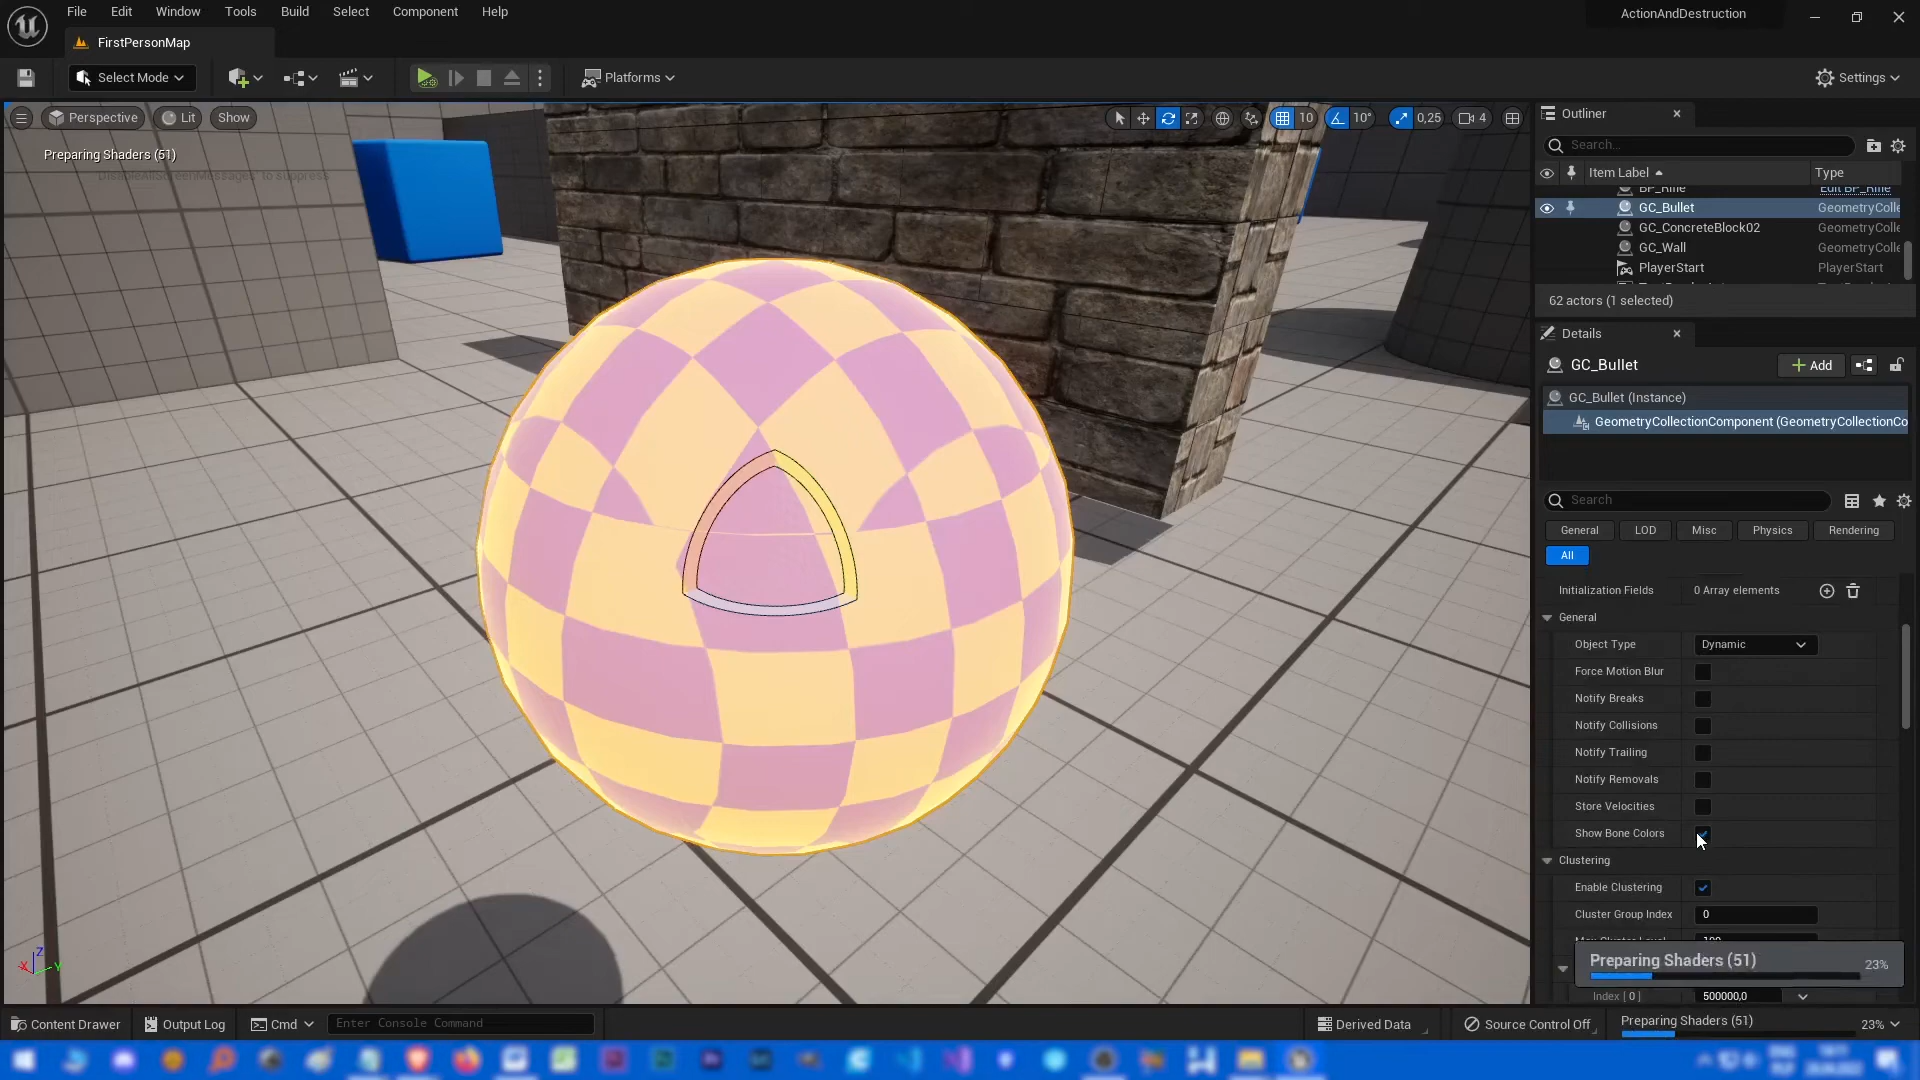 File Edit Window Tools Build Select Component Help
ActionAndDestruction
FirstPersonMap
Select Mode
Platforms
Settings
Perspective Lit Show
10 10° 0,25 4
Preparing Shaders (51)
'DisableAllScreenMessages' to suppress
Outliner
Search...
Item Label Type
BP_Rifle Edit BP_Rifle
GC_Bullet GeometryColle
GC_ConcreteBlock02 GeometryColle
GC_Wall GeometryColle
PlayerStart PlayerStart
62 actors (1 selected)
Details
GC_Bullet
Add
GC_Bullet (Instance)
GeometryCollectionComponent (GeometryCollectionCo
Search
General LOD Misc Physics Rendering
All
Initialization Fields 0 Array elements
General
Object Type Dynamic
Force Motion Blur
Notify Breaks
Notify Collisions
Notify Trailing
Notify Removals
Store Velocities
Show Bone Colors
Clustering
Enable Clustering
Cluster Group Index 0
Max Cluster Level 100
Preparing Shaders (51) 23%
Index [ 0 ] 500000,0
Z
X Y
Content Drawer Output Log Cmd Enter Console Command
Derived Data Source Control Off Preparing Shaders (51) 23%